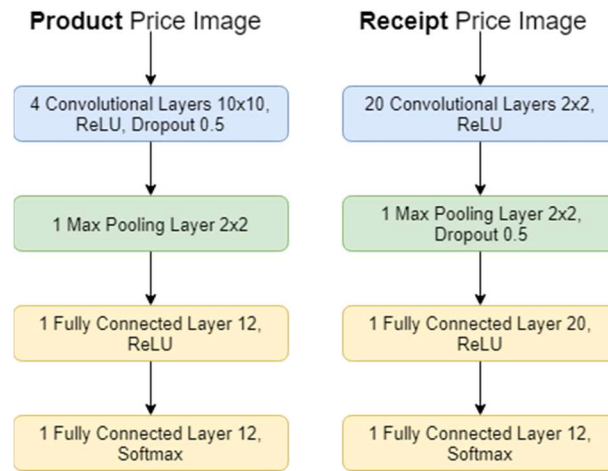 Product Price Image
4 Convolutional Layers 10x10,
ReLU, Dropout 0.5
1 Max Pooling Layer 2x2
1 Fully Connected Layer 12,
ReLU
1 Fully Connected Layer 12,
Softmax
Receipt Price Image
20 Convolutional Layers 2x2,
ReLU
1 Max Pooling Layer 2x2,
Dropout 0.5
1 Fully Connected Layer 20,
ReLU
1 Fully Connected Layer 12,
Softmax